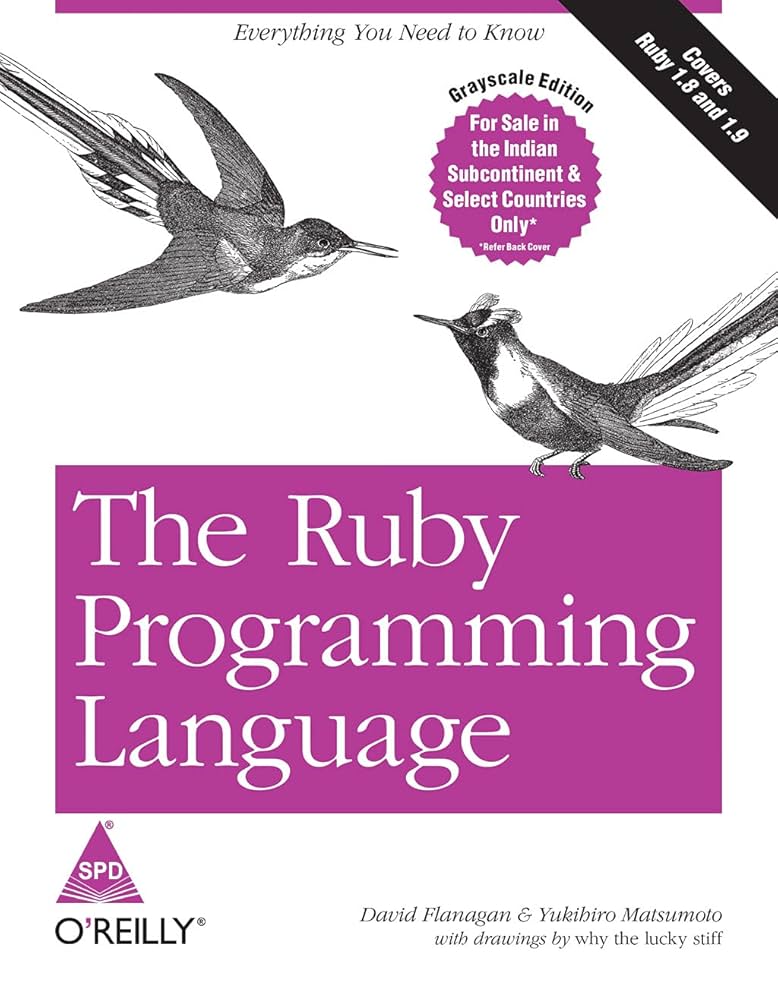 Everything You Need to Know
Covers
Ruby 1.8 and 1.9
Grayscale Edition
For Sale in
the Indian
Subcontinent &
Select Countries
Only*
*Refer Back Cover
The Ruby
Programming
Language
®
SPD
O'REILLY®
David Flanagan & Yukihiro Matsumoto
with drawings by why the lucky stiff